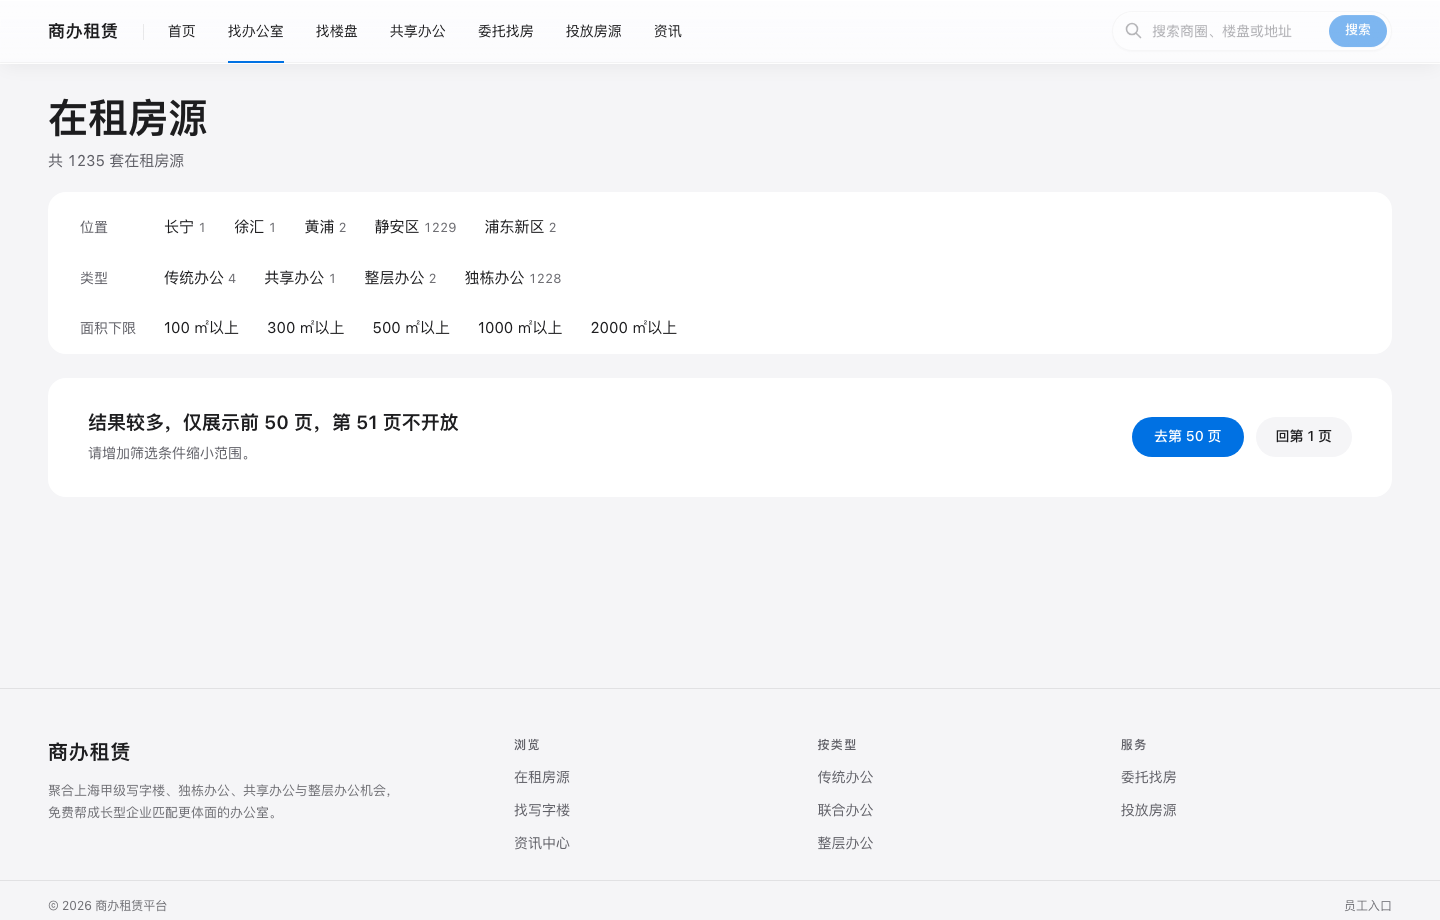 商办租赁
首页 找办公室 找楼盘 共享办公 委托找房 投放房源 资讯
搜索商圈、楼盘或地址 搜索
在租房源
共 1235 套在租房源
位置 长宁 1 徐汇 1 黄浦 2 静安区 1229 浦东新区 2
类型 传统办公 4 共享办公 1 整层办公 2 独栋办公 1228
面积下限 100 ㎡以上 300 ㎡以上 500 ㎡以上 1000 ㎡以上 2000 ㎡以上
结果较多，仅展示前 50 页，第 51 页不开放
请增加筛选条件缩小范围。
去第 50 页 回第 1 页
商办租赁
聚合上海甲级写字楼、独栋办公、共享办公与整层办公机会，
免费帮成长型企业匹配更体面的办公室。
浏览
在租房源
找写字楼
资讯中心
按类型
传统办公
联合办公
整层办公
服务
委托找房
投放房源
© 2026 商办租赁平台
员工入口